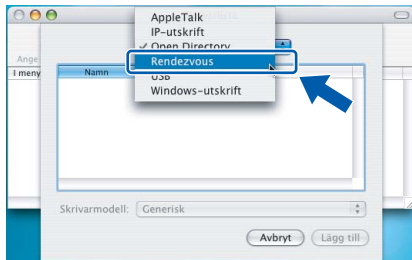 AppleTalk
IP-utskrift
✓ Open Directory
Rendezvous
USB
Windows-utskrift
Ange
I meny
Namn
Skrivarmodell: Generisk
Avbryt
Lägg till